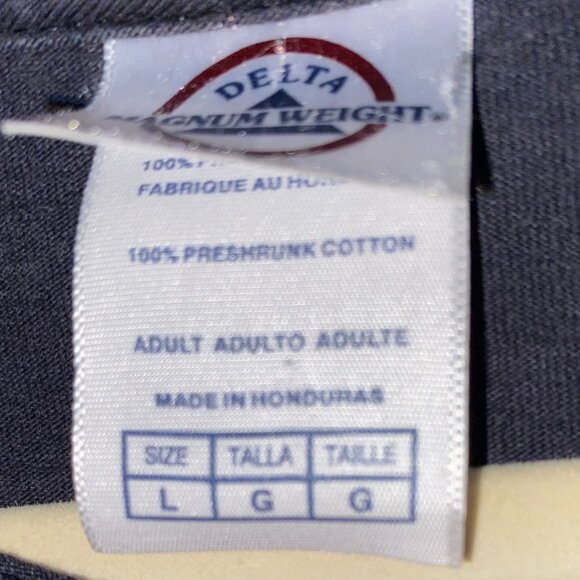 DELTA
MAGNUM WEIGHT®
100%
FABRIQUE AU
100% PRESHRUNK COTTON
ADULT ADULTO ADULTE
MADE IN HONDURAS
SIZE TALLA TAILLE
L G G